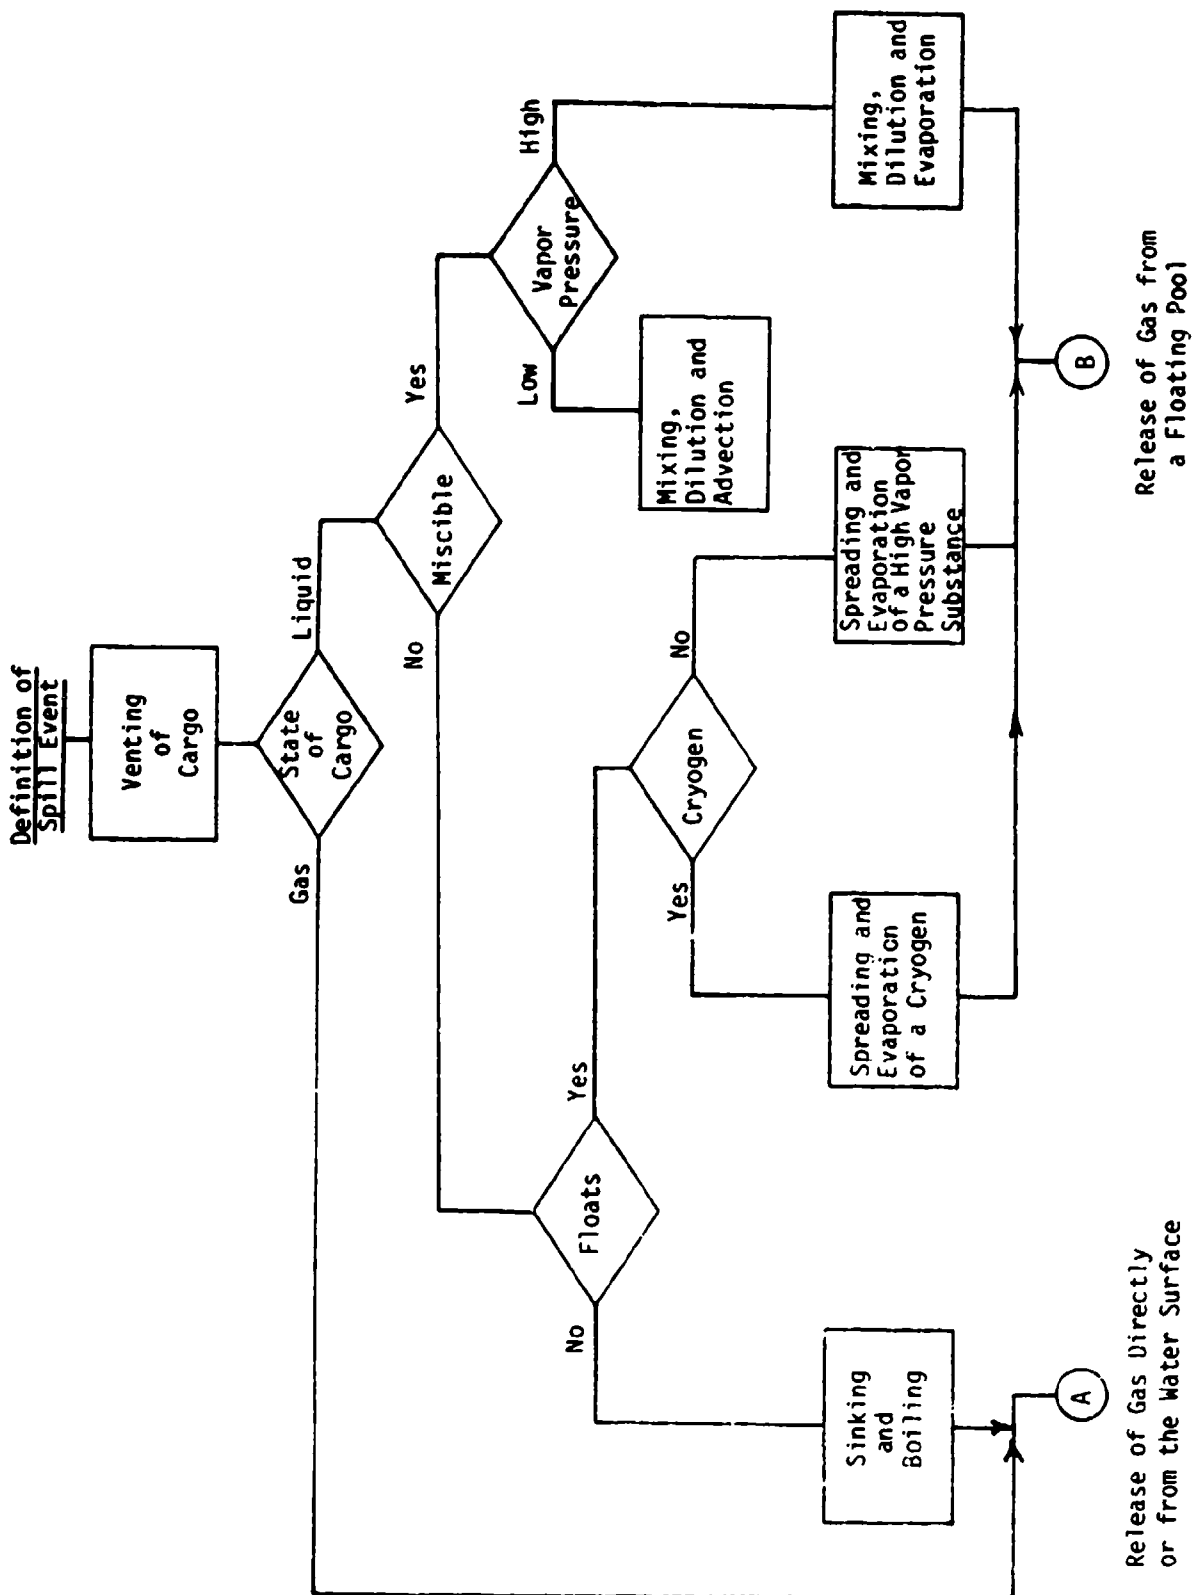 Definition of
Spill Event
Venting
of
Cargo
State
of
Cargo
Gas
Liquid
Miscible
No
Yes
Vapor
Pressure
Low
High
Floats
No
Yes
Cryogen
Yes
No
Mixing,
Dilution and
Advection
Sinking
and
Boiling
Spreading and
Evaporation
of a Cryogen
Spreading and
Evaporation
of a High Vapor
Pressure
Substance
Mixing,
Dilution and
Evaporation
A
B
Release of Gas Directly
or from the Water Surface
Release of Gas from
a Floating Pool